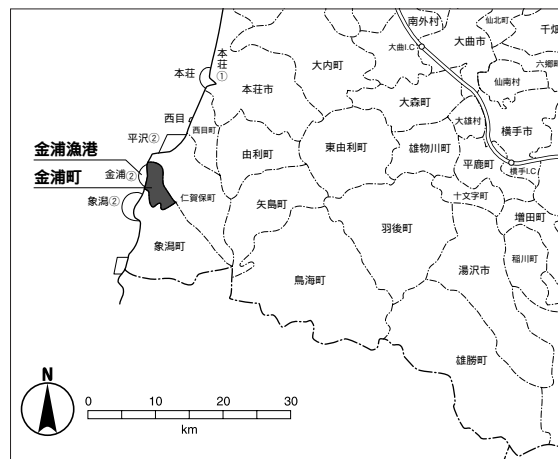 南外村
仙北町
千畑
本荘①
本荘
大内町
大曲I.C
大曲市
六郷町
仙南村
西目
本荘市
大森町
大雄村
横手市
平沢②
西目町
金浦漁港
由利町
東由利町
雄物川町
平鹿町
横手I.C
金浦②
金浦町
仁賀保町
矢島町
十文字町
象潟②
羽後町
増田町
象潟町
湯沢市
稲川町
鳥海町
雄勝町
N
0 10 20 30
km